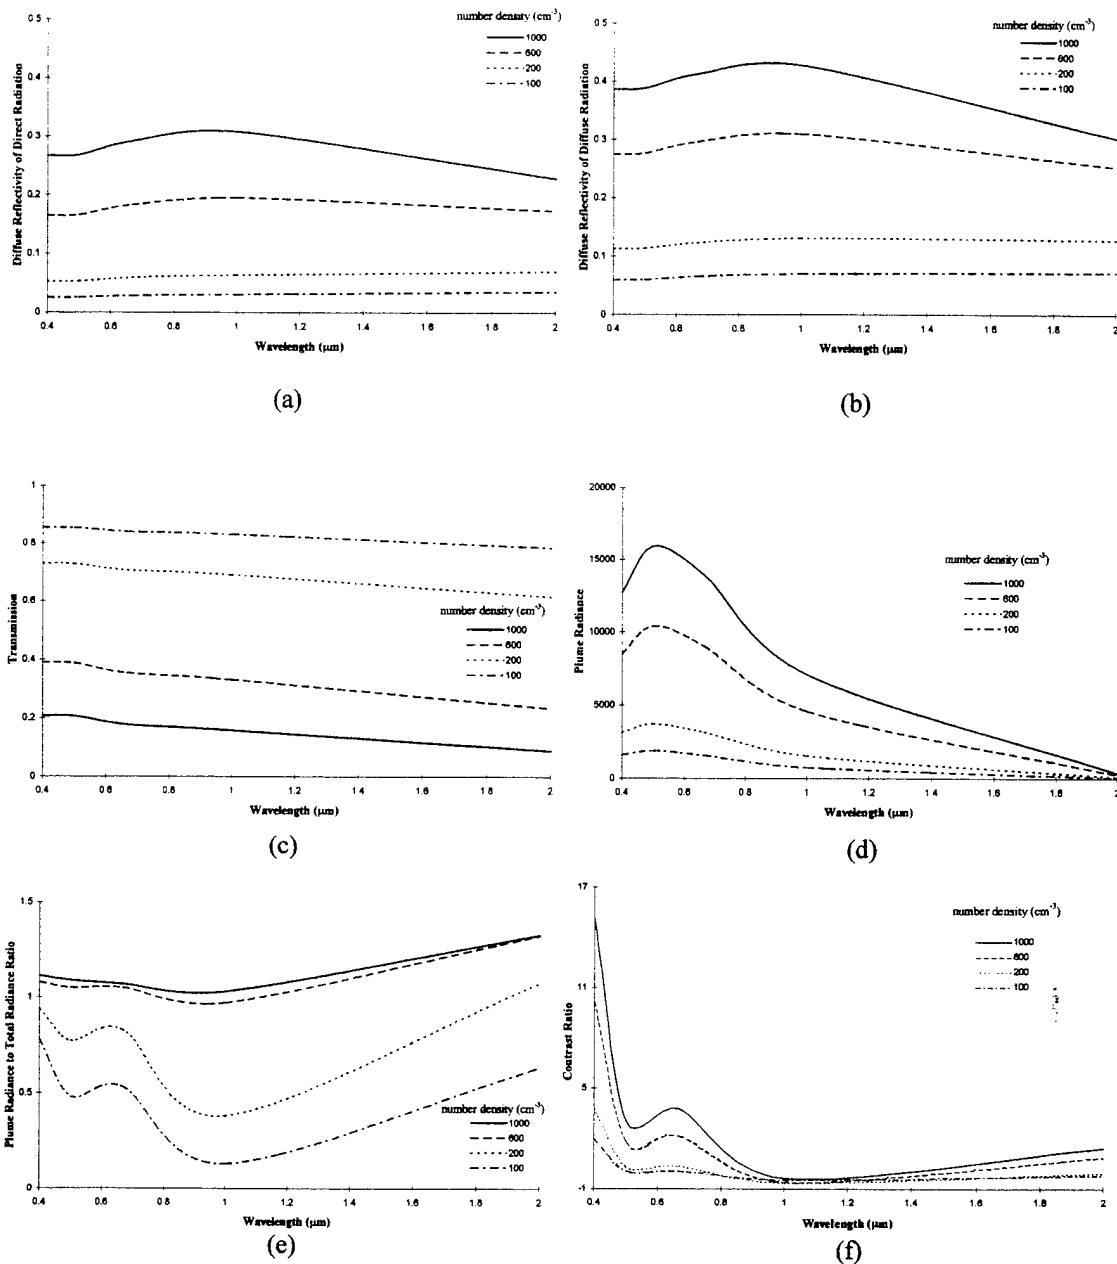 number density (cm⁻³)
1000
600
200
100
Diffuse Reflectivity of Direct Radiation
0.5
0.4
0.3
0.2
0.1
0
0.4 0.6 0.8 1 1.2 1.4 1.6 1.8 2
Wavelength (μm)
(a)
number density (cm⁻³)
1000
600
200
100
Diffuse Reflectivity of Diffuse Radiation
0.5
0.4
0.3
0.2
0.1
0
0.4 0.6 0.8 1 1.2 1.4 1.6 1.8 2
Wavelength (μm)
(b)
Transmission
1
0.8
0.6
0.4
0.2
0
number density (cm⁻³)
1000
600
200
100
0.4 0.6 0.8 1 1.2 1.4 1.6 1.8 2
Wavelength (μm)
(c)
Plume Radiance
20000
15000
10000
5000
0
number density (cm⁻³)
1000
600
200
100
0.4 0.6 0.8 1 1.2 1.4 1.6 1.8 2
Wavelength (μm)
(d)
Plume Radiance to Total Radiance Ratio
1.5
1
0.5
0
number density (cm⁻³)
1000
600
200
100
0.4 0.6 0.8 1 1.2 1.4 1.6 1.8 2
Wavelength (μm)
(e)
Contrast Ratio
17
11
5
-1
number density (cm⁻³)
1000
600
200
100
0.4 0.6 0.8 1 1.2 1.4 1.6 1.8 2
Wavelength (μm)
(f)